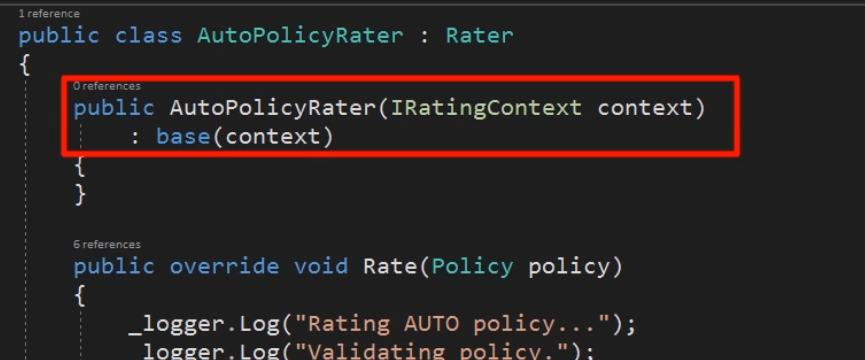 1 reference
public class AutoPolicyRater : Rater
{
0 references
public AutoPolicyRater(IRatingContext context)
: base(context)
{
}
6 references
public override void Rate(Policy policy)
{
_logger.Log("Rating AUTO policy...");
_logger.Log("Validating policy.");